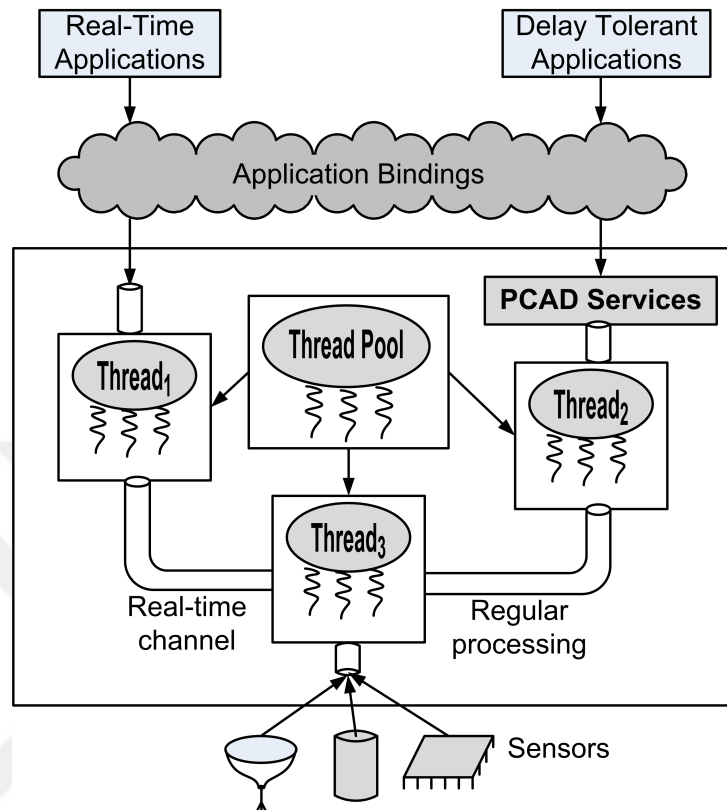 Real-Time
Applications
Delay Tolerant
Applications
Application Bindings
PCAD Services
Thread Pool
Thread₁
Thread₂
Thread₃
Real-time
channel
Regular
processing
Sensors